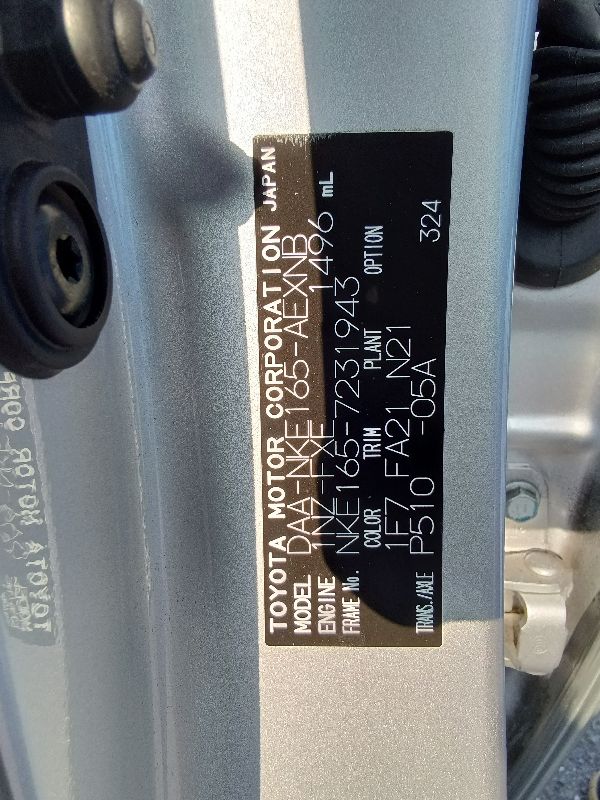 TOYOTA MOTOR CORPORATION JAPAN
MODEL DAA-NKE165-AEXNB
ENGINE 1NZ-FXE 1496 mL
FRAME No. NKE165-7231943
COLOR TRIM PLANT OPTION
1F7 FA21 N21
TRANS./AXLE P510 -05A 324